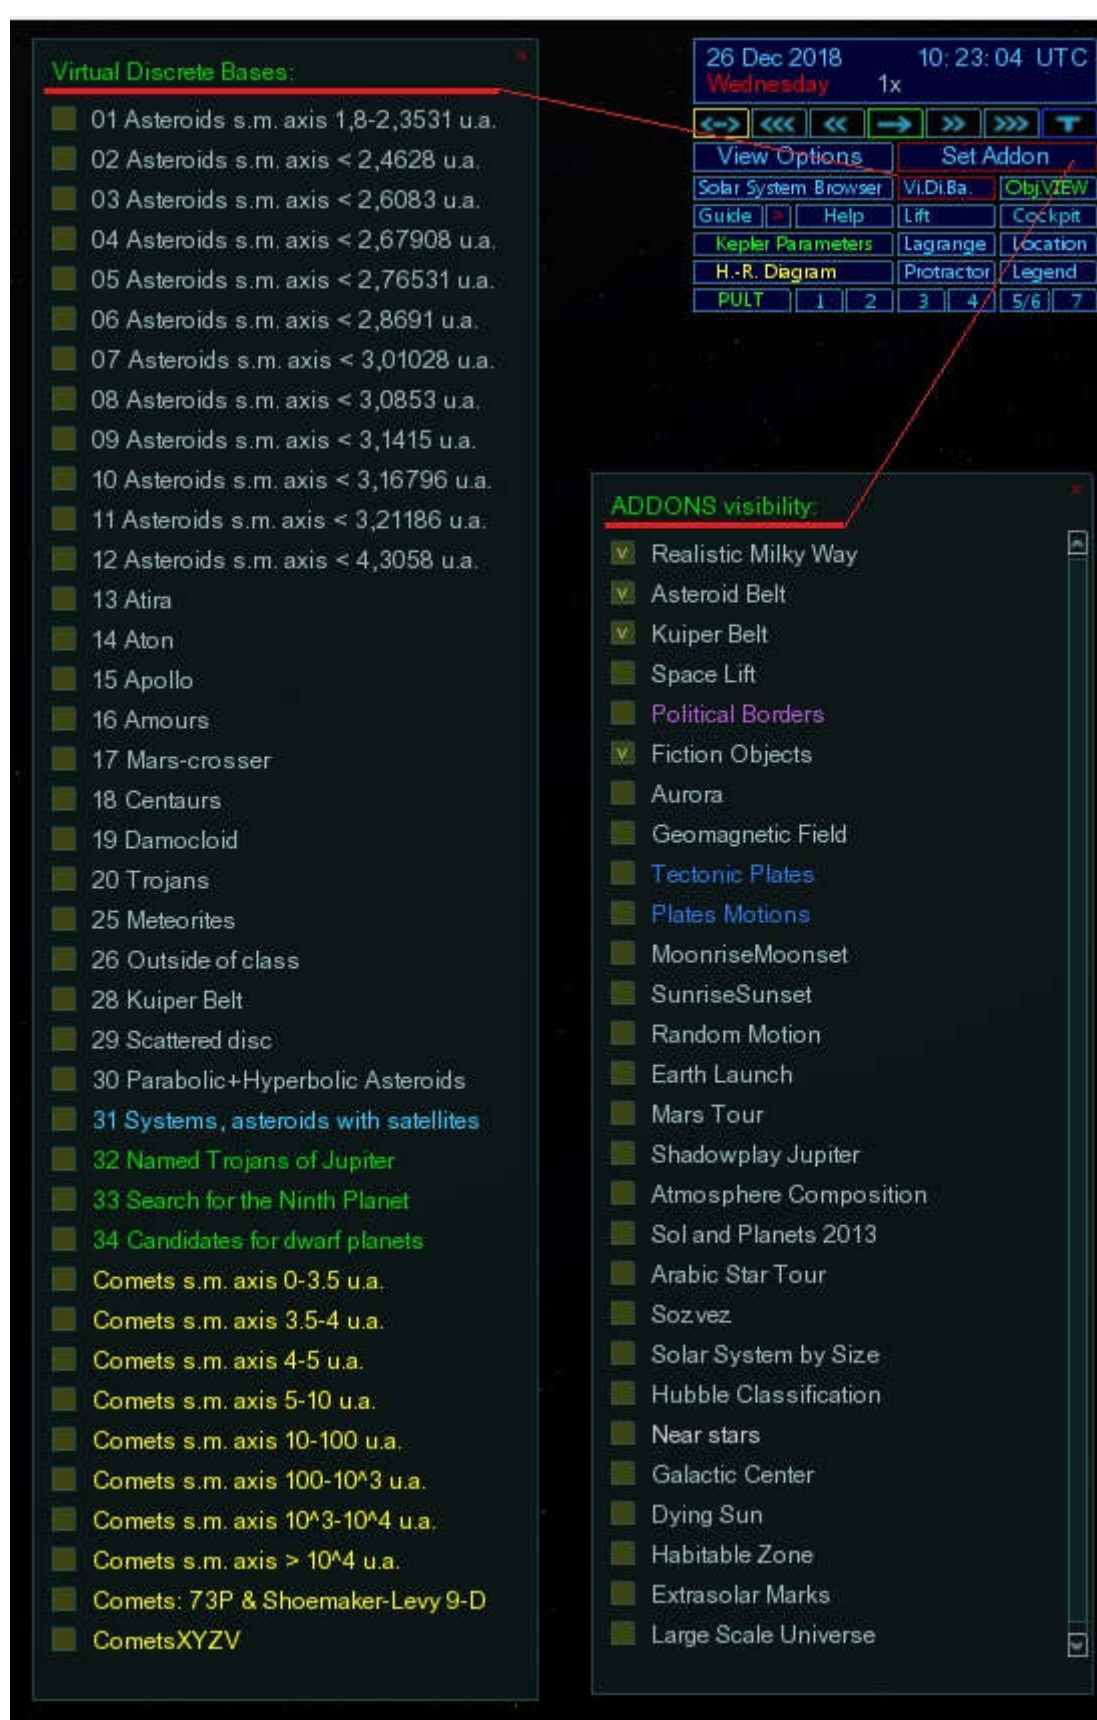 Virtual Discrete Bases:
01 Asteroids s.m. axis 1,8-2,3531 u.a.
02 Asteroids s.m. axis < 2,4628 u.a.
03 Asteroids s.m. axis < 2,6083 u.a.
04 Asteroids s.m. axis < 2,67908 u.a.
05 Asteroids s.m. axis < 2,76531 u.a.
06 Asteroids s.m. axis < 2,8691 u.a.
07 Asteroids s.m. axis < 3,01028 u.a.
08 Asteroids s.m. axis < 3,0853 u.a.
09 Asteroids s.m. axis < 3,1415 u.a.
10 Asteroids s.m. axis < 3,16796 u.a.
11 Asteroids s.m. axis < 3,21186 u.a.
12 Asteroids s.m. axis < 4,3058 u.a.
13 Atira
14 Aton
15 Apollo
16 Amours
17 Mars-crosser
18 Centaurs
19 Damocloid
20 Trojans
25 Meteorites
26 Outside of class
28 Kuiper Belt
29 Scattered disc
30 Parabolic+Hyperbolic Asteroids
31 Systems, asteroids with satellites
32 Named Trojans of Jupiter
33 Search for the Ninth Planet
34 Candidates for dwarf planets
Comets s.m. axis 0-3.5 u.a.
Comets s.m. axis 3.5-4 u.a.
Comets s.m. axis 4-5 u.a.
Comets s.m. axis 5-10 u.a.
Comets s.m. axis 10-100 u.a.
Comets s.m. axis 100-10^3 u.a.
Comets s.m. axis 10^3-10^4 u.a.
Comets s.m. axis > 10^4 u.a.
Comets: 73P & Shoemaker-Levy 9-D
CometsXYZV
26 Dec 2018 10:23:04 UTC
Wednesday 1x
<-> <<< << -> >> >>> T
View Options Set Addon
Solar System Browser Vi.Di.Ba. Obj.VIEW
Guide > Help Lift Cockpit
Kepler Parameters Lagrange Location
H.-R. Diagram Protractor Legend
PULT 1 2 3 4 5/6 7
ADDONS visibility:
v Realistic Milky Way
v Asteroid Belt
v Kuiper Belt
Space Lift
Political Borders
v Fiction Objects
Aurora
Geomagnetic Field
Tectonic Plates
Plates Motions
MoonriseMoonset
SunriseSunset
Random Motion
Earth Launch
Mars Tour
Shadowplay Jupiter
Atmosphere Composition
Sol and Planets 2013
Arabic Star Tour
Sozvez
Solar System by Size
Hubble Classification
Near stars
Galactic Center
Dying Sun
Habitable Zone
Extrasolar Marks
Large Scale Universe